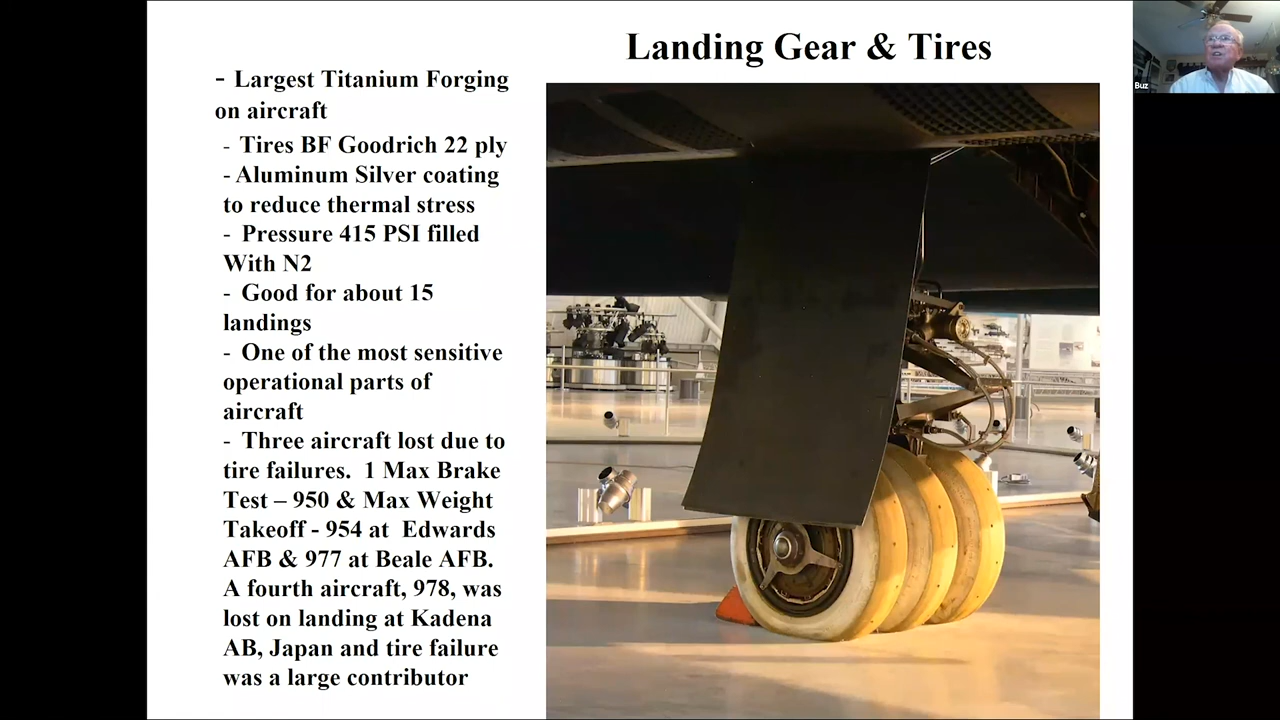 Landing Gear & Tires
- Largest Titanium Forging
on aircraft
- Tires BF Goodrich 22 ply
- Aluminum Silver coating
to reduce thermal stress
- Pressure 415 PSI filled
With N2
- Good for about 15
landings
- One of the most sensitive
operational parts of
aircraft
- Three aircraft lost due to
tire failures.  1 Max Brake
Test – 950 & Max Weight
Takeoff - 954 at  Edwards
AFB & 977 at Beale AFB.
A fourth aircraft, 978, was
lost on landing at Kadena
AB, Japan and tire failure
was a large contributor
Buz